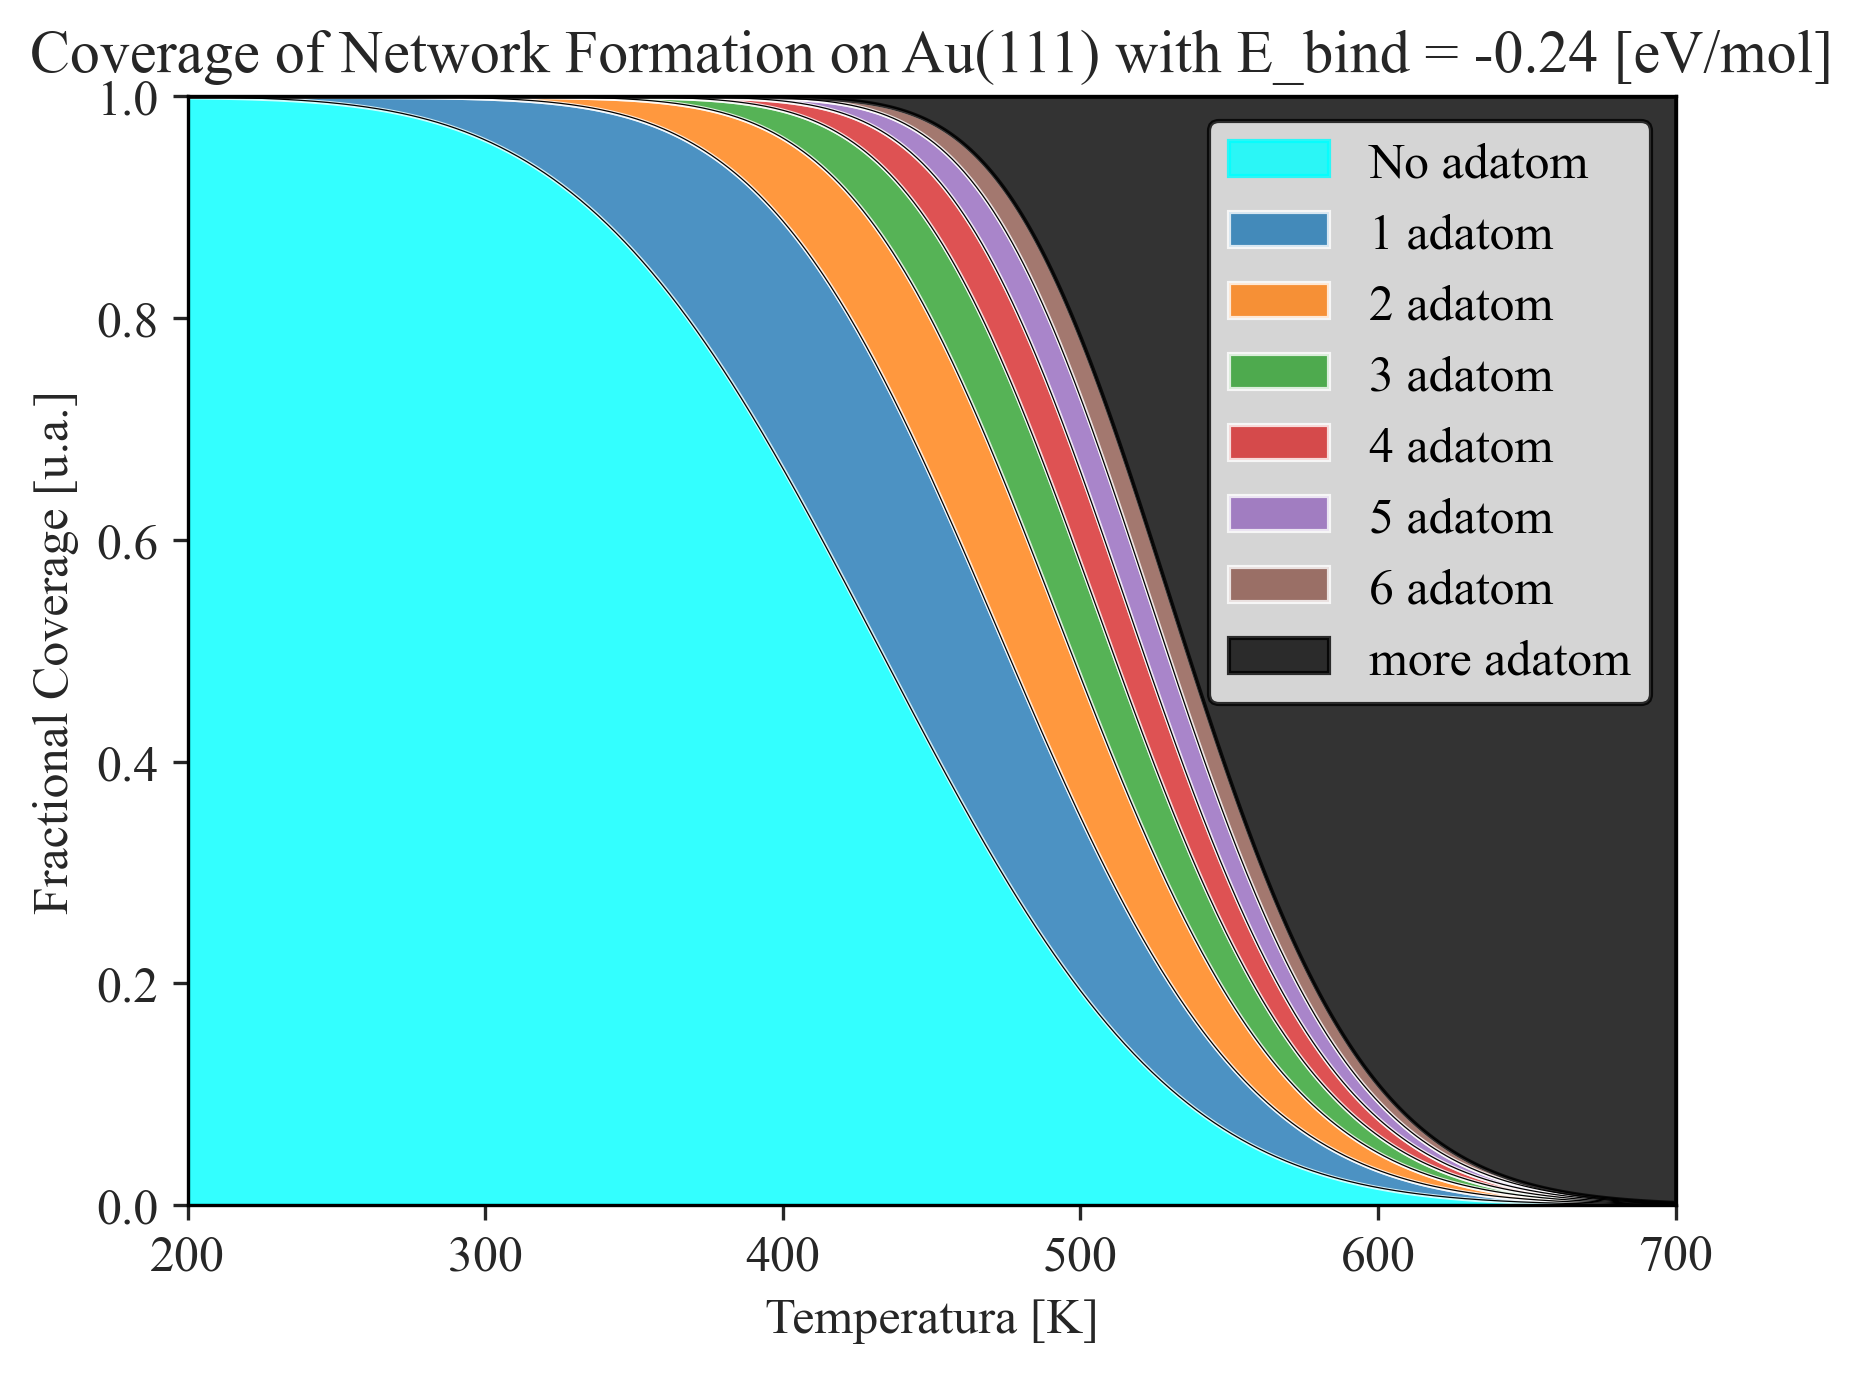 Coverage of Network Formation on Au(111) with E_bind = -0.24 [eV/mol]
1.0
0.8
0.6
0.4
0.2
0.0
Fractional Coverage [u.a.]
No adatom
1 adatom
2 adatom
3 adatom
4 adatom
5 adatom
6 adatom
more adatom
200 300 400 500 600 700
Temperatura [K]